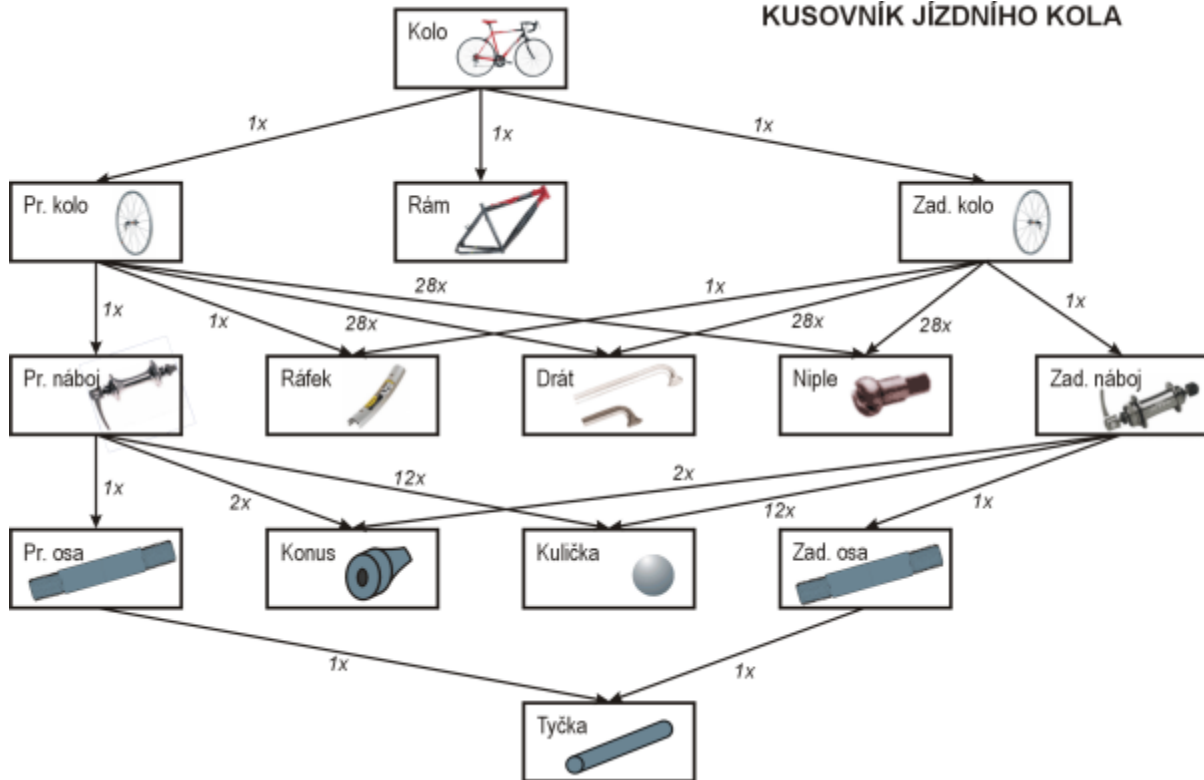 KUSOVNÍK JÍZDNÍHO KOLA
Kolo
1x
1x
1x
Pr. kolo
Rám
Zad. kolo
28x
1x
1x
1x
1x
28x
28x
28x
Pr. náboj
Ráfek
Drát
Niple
Zad. náboj
12x
2x
1x
2x
1x
12x
Pr. osa
Konus
Kulička
Zad. osa
1x
1x
Tyčka